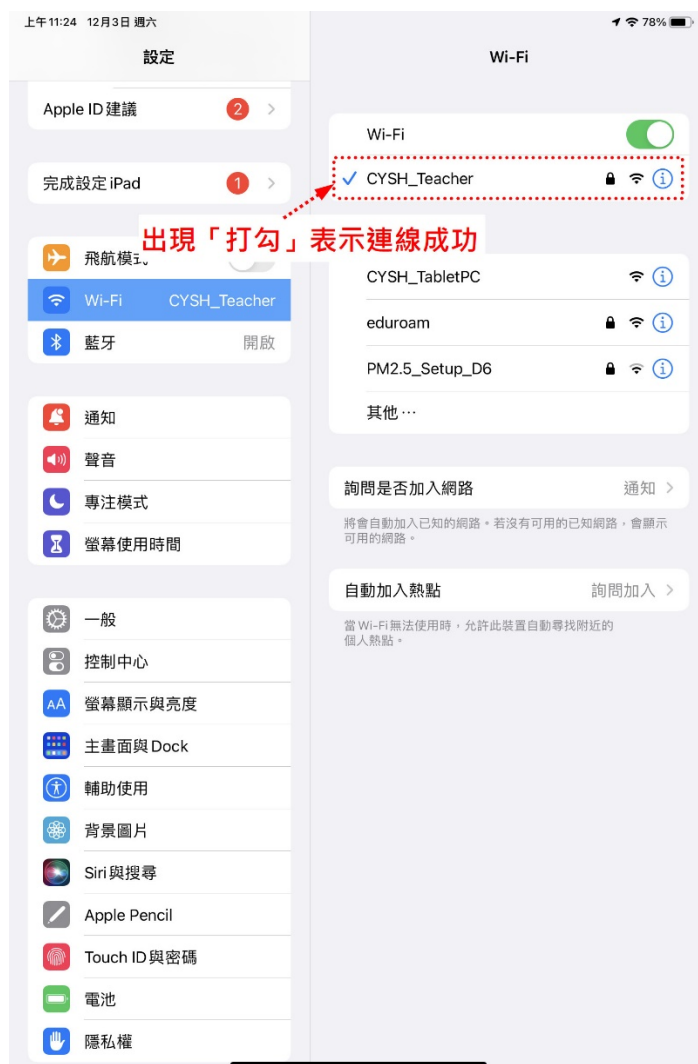 上午11:24 12月3日 週六
78%
設定
Apple ID 建議
2
完成設定 iPad
1
飛航模式
Wi-Fi CYSH_Teacher
藍牙 開啟
通知
聲音
專注模式
螢幕使用時間
一般
控制中心
AA 螢幕顯示與亮度
主畫面與 Dock
輔助使用
背景圖片
Siri 與搜尋
Apple Pencil
Touch ID 與密碼
電池
隱私權
Wi-Fi
Wi-Fi
CYSH_Teacher
出現「打勾」表示連線成功
CYSH_TabletPC
eduroam
PM2.5_Setup_D6
其他…
詢問是否加入網路 通知
將會自動加入已知的網路。若沒有可用的已知網路，會顯示
可用的網路。
自動加入熱點 詢問加入
當 Wi-Fi 無法使用時，允許此裝置自動尋找附近的
個人熱點。